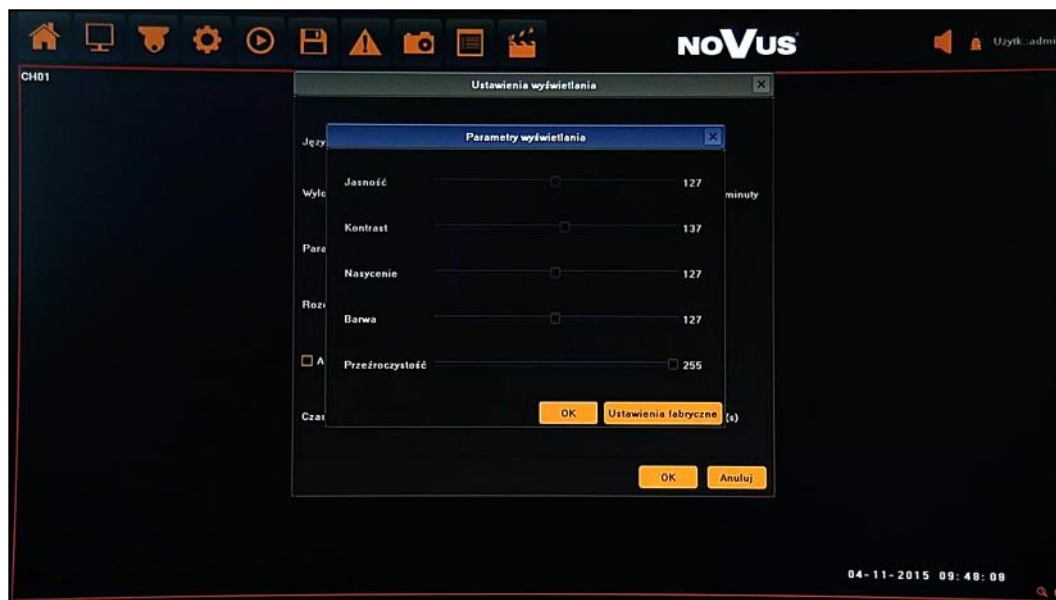 NOVUS
Użytk.:admi
CH01
Ustawienia wyświetlania
Parametry wyświetlania
Jasność 127
minuty
Kontrast 137
Nasycenie 127
Barwa 127
Przeźroczystość 255
OK Ustawienia fabryczne (s)
OK Anuluj
04-11-2015 09:48:08